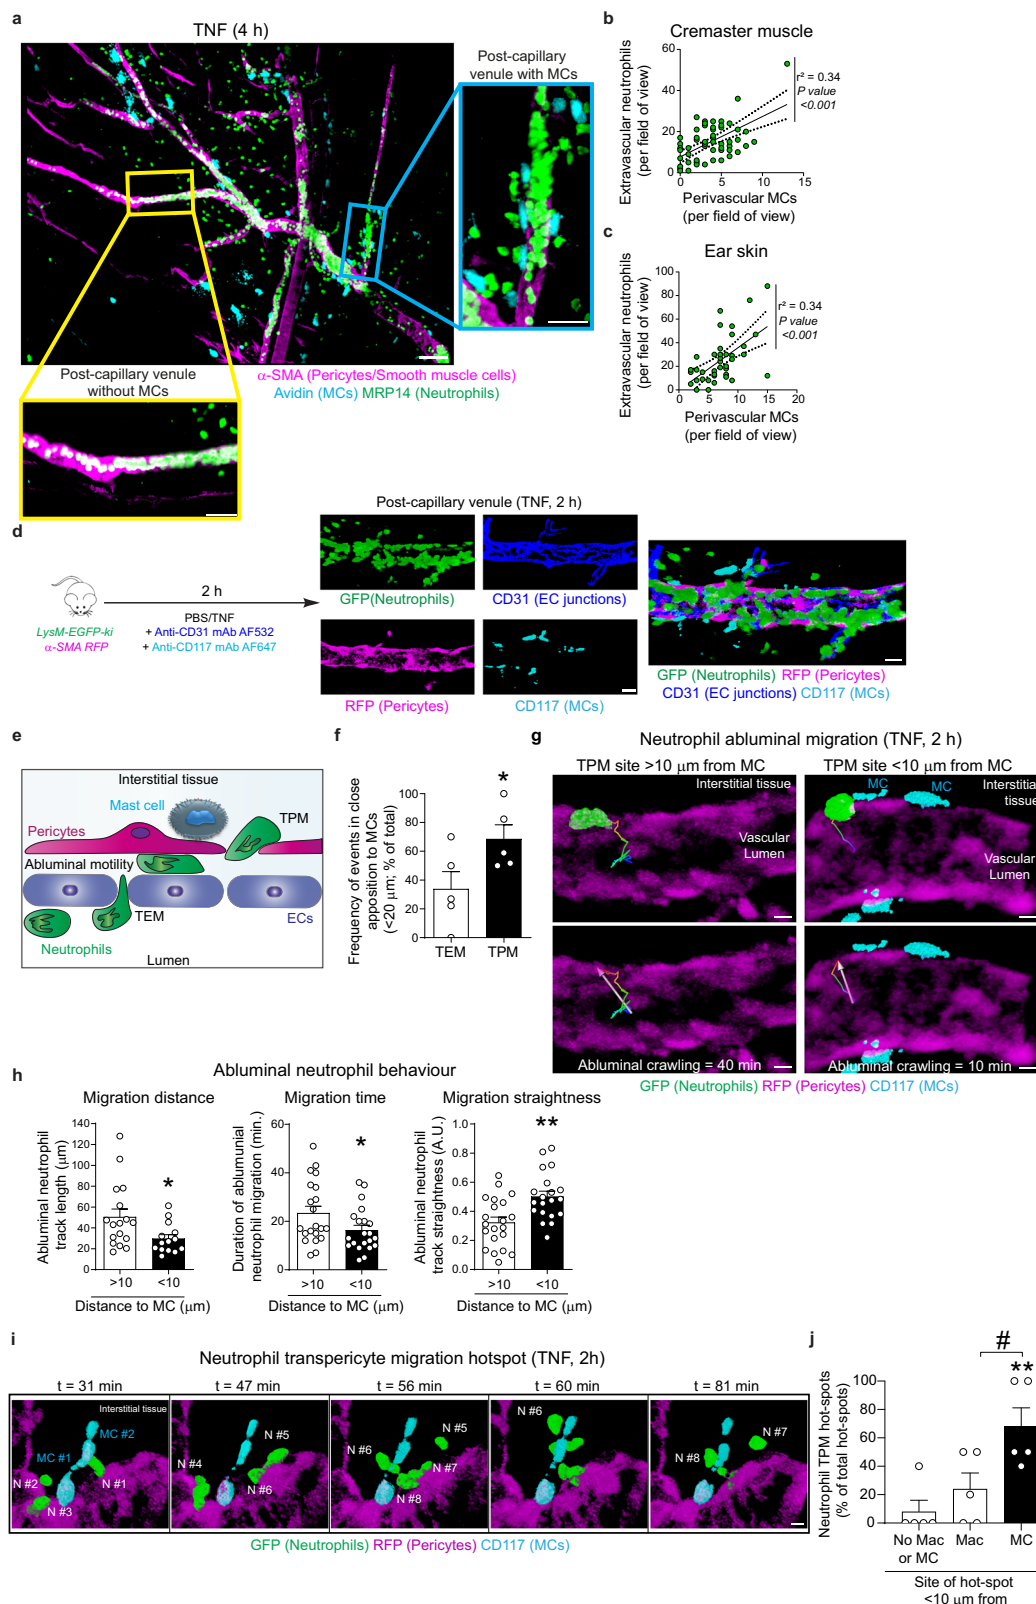 a
TNF (4 h)
Post-capillary
venule with MCs
Post-capillary venule
without MCs
α-SMA (Pericytes/Smooth muscle cells)
Avidin (MCs) MRP14 (Neutrophils)
b
Cremaster muscle
Extravascular neutrophils
(per field of view)
60
40
20
0
0 5 10 15
r² = 0.34
P value
<0.001
Perivascular MCs
(per field of view)
c
Ear skin
Extravascular neutrophils
(per field of view)
100
80
60
40
20
0
0 5 10 15 20
r² = 0.34
P value
<0.001
Perivascular MCs
(per field of view)
d
LysM-EGFP-ki
α-SMA RFP
2 h
PBS/TNF
+ Anti-CD31 mAb AF532
+ Anti-CD117 mAb AF647
Post-capillary venule (TNF, 2 h)
GFP(Neutrophils)
CD31 (EC junctions)
RFP (Pericytes)
CD117 (MCs)
GFP (Neutrophils) RFP (Pericytes)
CD31 (EC junctions) CD117 (MCs)
e
Interstitial tissue
Mast cell
Pericytes
TPM
Abluminal motility
TEM
ECs
Neutrophils
Lumen
f
Frequency of events in close
apposition to MCs
(<20 μm; % of total)
100
80
60
40
20
0
*
TEM TPM
g
Neutrophil abluminal migration (TNF, 2 h)
TPM site >10 μm from MC
TPM site <10 μm from MC
Interstitial tissue
Vascular
Lumen
MC
MC
Interstitial
tissue
Vascular
Lumen
Abluminal crawling = 40 min
Abluminal crawling = 10 min
GFP (Neutrophils) RFP (Pericytes) CD117 (MCs)
h
Abluminal neutrophil behaviour
Migration distance
Abluminal neutrophil
track length (μm)
140
120
100
80
60
40
20
0
*
>10 <10
Distance to MC (μm)
Migration time
Duration of ablumunial
neutrophil migration (min.)
60
40
20
0
*
>10 <10
Distance to MC (μm)
Migration straightness
Abluminal neutrophil
track straightness (A.U.)
1.0
0.8
0.6
0.4
0.2
0.0
**
>10 <10
Distance to MC (μm)
i
Neutrophil transpericyte migration hotspot (TNF, 2h)
t = 31 min
t = 47 min
t = 56 min
t = 60 min
t = 81 min
Interstitial tissue
MC #2
MC #1
N #2
N #1
N #3
N #5
N #4
N #6
N #5
N #6
N #7
N #8
N #6
N #7
N #8
GFP (Neutrophils) RFP (Pericytes) CD117 (MCs)
j
Neutrophil TPM hot-spots
(% of total hot-spots)
100
80
60
40
20
0
#
**
No Mac
or MC
Mac
MC
Site of hot-spot
<10 μm from